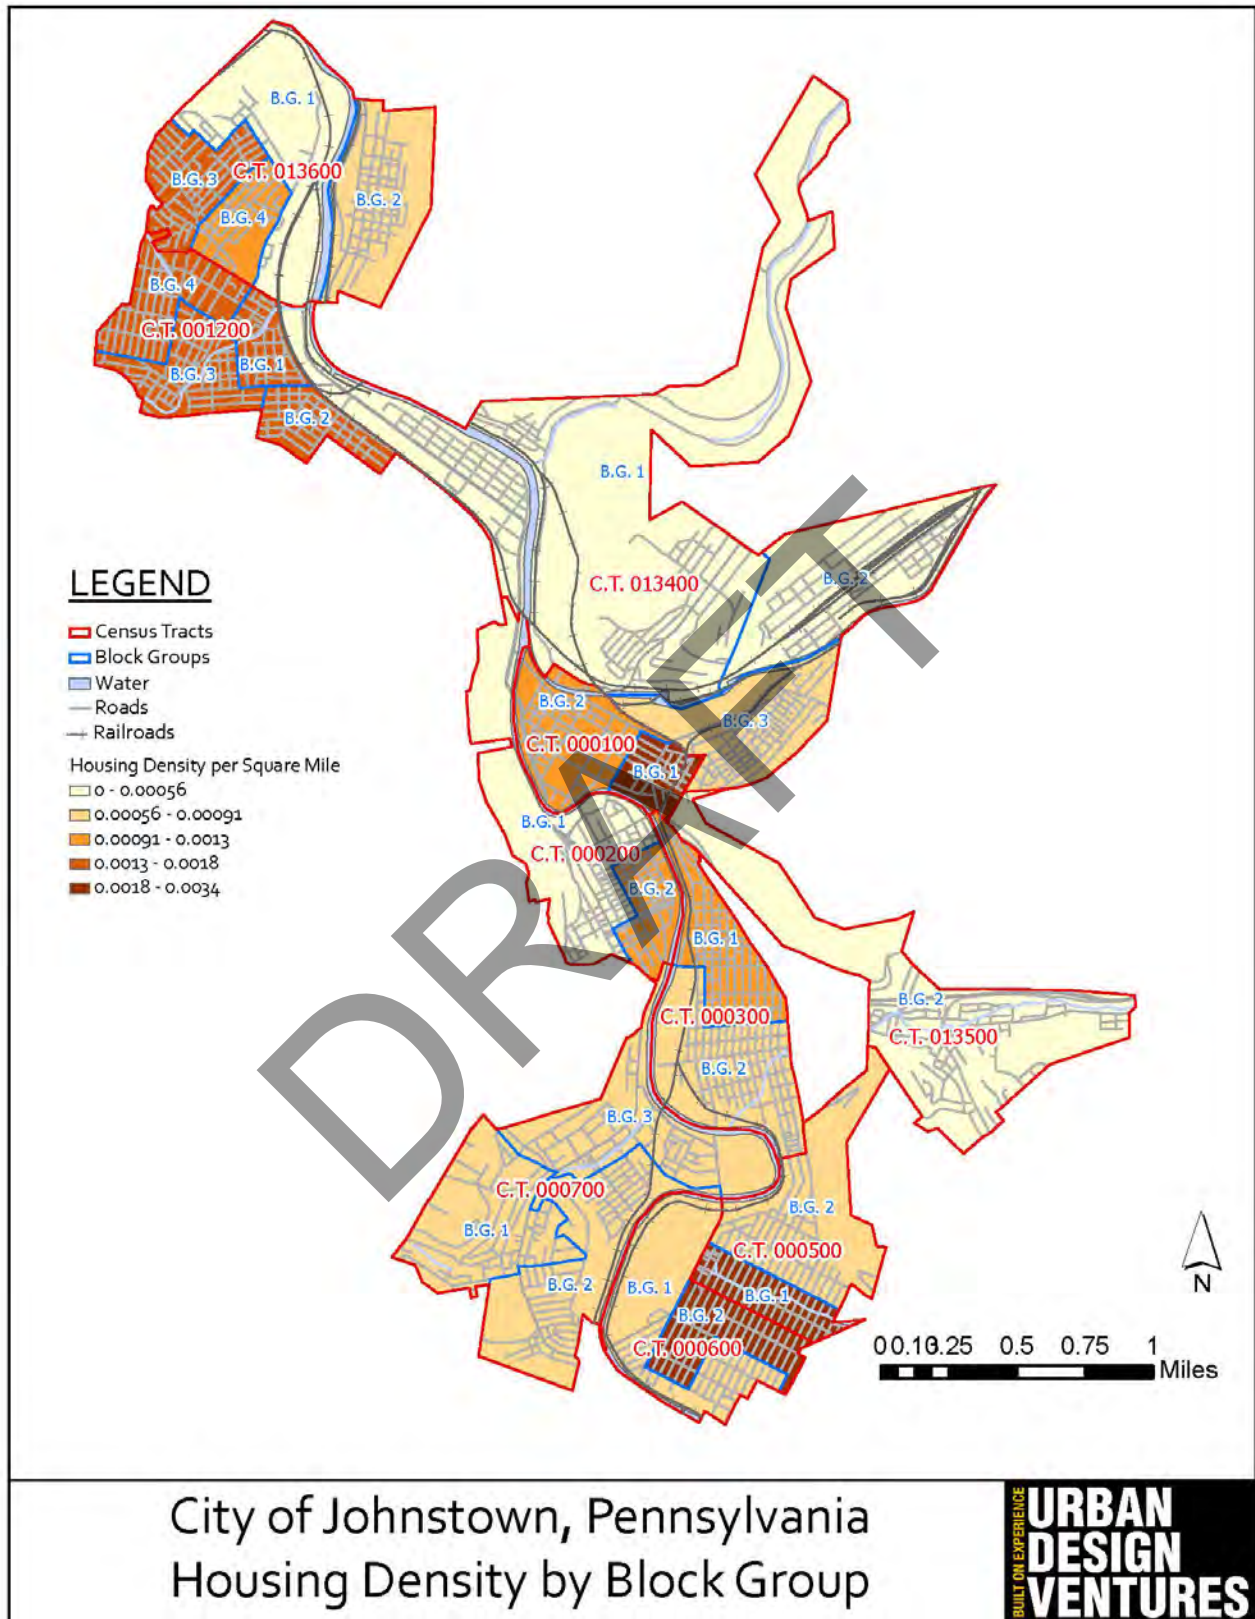 B.G. 1
C.T. 013600
B.G. 3
B.G. 2
B.G. 4
B.G. 4
C.T. 001200
B.G. 1
B.G. 3
B.G. 2
B.G. 1
B.G. 2
C.T. 013400
LEGEND
Census Tracts
Block Groups
Water
Roads
Railroads
Housing Density per Square Mile
0 - 0.00056
0.00056 - 0.00091
0.00091 - 0.0013
0.0013 - 0.0018
0.0018 - 0.0034
B.G. 2
B.G. 3
C.T. 000100
B.G. 1
B.G. 1
C.T. 000200
B.G. 2
B.G. 1
B.G. 2
C.T. 000300
C.T. 013500
B.G. 2
B.G. 3
C.T. 000700
B.G. 2
B.G. 1
C.T. 000500
B.G. 2
B.G. 1
B.G. 1
B.G. 2
C.T. 000600
DRAFT
N
0 0.13 0.25 0.5 0.75 1
Miles
City of Johnstown, Pennsylvania
Housing Density by Block Group
BUILT ON EXPERIENCE
URBAN
DESIGN
VENTURES